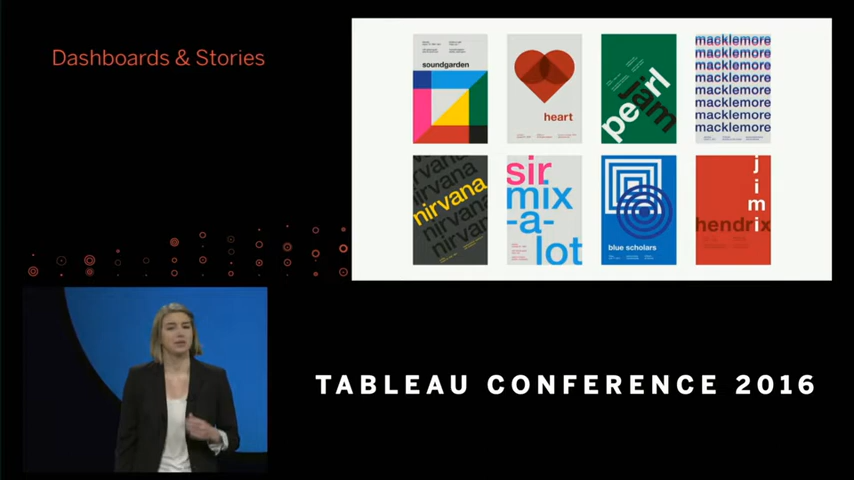 Dashboards & Stories
soundgarden
heart
pearl
jam
macklemore
macklemore
macklemore
macklemore
macklemore
macklemore
macklemore
macklemore
nirvana
nirvana
nirvana
nirvana
nirvana
nirvana
sir
mix
-a-
lot
blue scholars
j
i
m
i
hendrix
TABLEAU CONFERENCE 2016